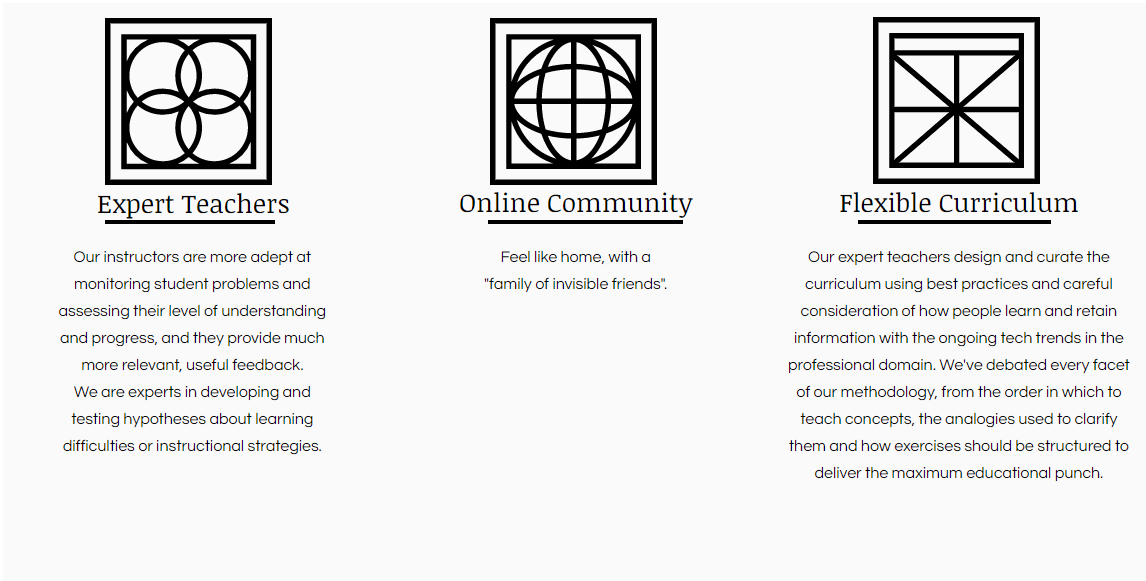 Expert Teachers
Our instructors are more adept at
monitoring student problems and
assessing their level of understanding
and progress, and they provide much
more relevant, useful feedback.
We are experts in developing and
testing hypotheses about learning
difficulties or instructional strategies.
Online Community
Feel like home, with a
"family of invisible friends".
Flexible Curriculum
Our expert teachers design and curate the
curriculum using best practices and careful
consideration of how people learn and retain
information with the ongoing tech trends in the
professional domain. We've debated every facet
of our methodology, from the order in which to
teach concepts, the analogies used to clarify
them and how exercises should be structured to
deliver the maximum educational punch.